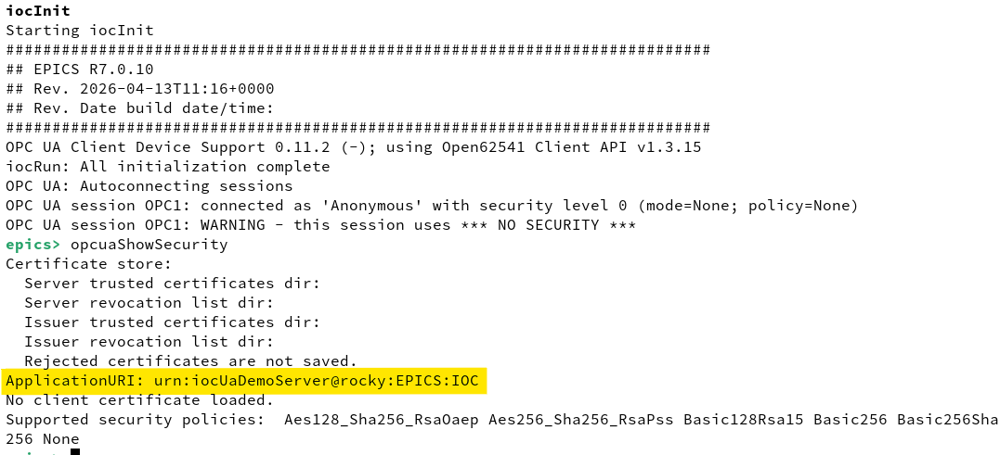 iocInit
Starting iocInit
############################################################################
## EPICS R7.0.10
## Rev. 2026-04-13T11:16+0000
## Rev. Date build date/time:
############################################################################
OPC UA Client Device Support 0.11.2 (-); using Open62541 Client API v1.3.15
iocRun: All initialization complete
OPC UA: Autoconnecting sessions
OPC UA session OPC1: connected as 'Anonymous' with security level 0 (mode=None; policy=None)
OPC UA session OPC1: WARNING - this session uses *** NO SECURITY ***
epics> opcuaShowSecurity
Certificate store:
  Server trusted certificates dir:
  Server revocation list dir:
  Issuer trusted certificates dir:
  Issuer revocation list dir:
  Rejected certificates are not saved.
ApplicationURI: urn:iocUaDemoServer@rocky:EPICS:IOC
No client certificate loaded.
Supported security policies:  Aes128_Sha256_RsaOaep Aes256_Sha256_RsaPss Basic128Rsa15 Basic256 Basic256Sha
256 None